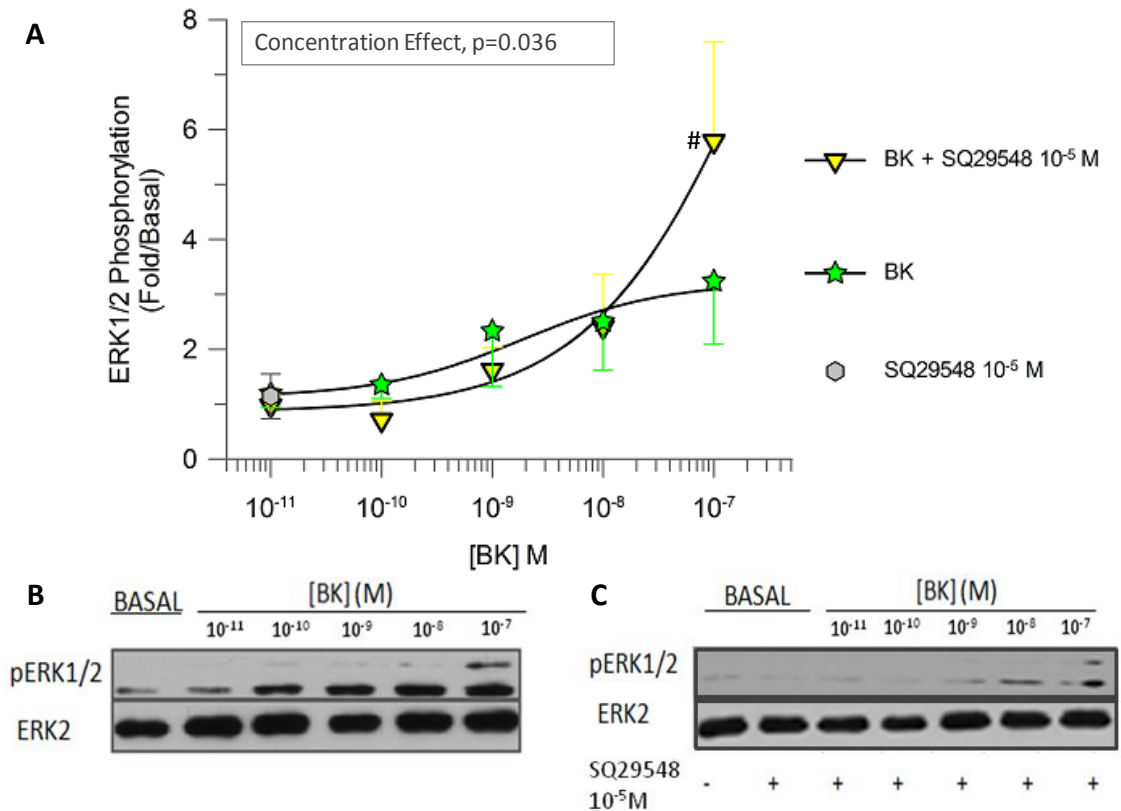 A
Concentration Effect, p=0.036
ERK1/2 Phosphorylation
(Fold/Basal)
8
6
4
2
0
#
10⁻¹¹ 10⁻¹⁰ 10⁻⁹ 10⁻⁸ 10⁻⁷
[BK] M
BK + SQ29548 10⁻⁵ M
BK
SQ29548 10⁻⁵ M
B
BASAL [BK] (M)
10⁻¹¹ 10⁻¹⁰ 10⁻⁹ 10⁻⁸ 10⁻⁷
pERK1/2
ERK2
C
BASAL [BK] (M)
10⁻¹¹ 10⁻¹⁰ 10⁻⁹ 10⁻⁸ 10⁻⁷
pERK1/2
ERK2
SQ29548 - + + + + + +
10⁻⁵M